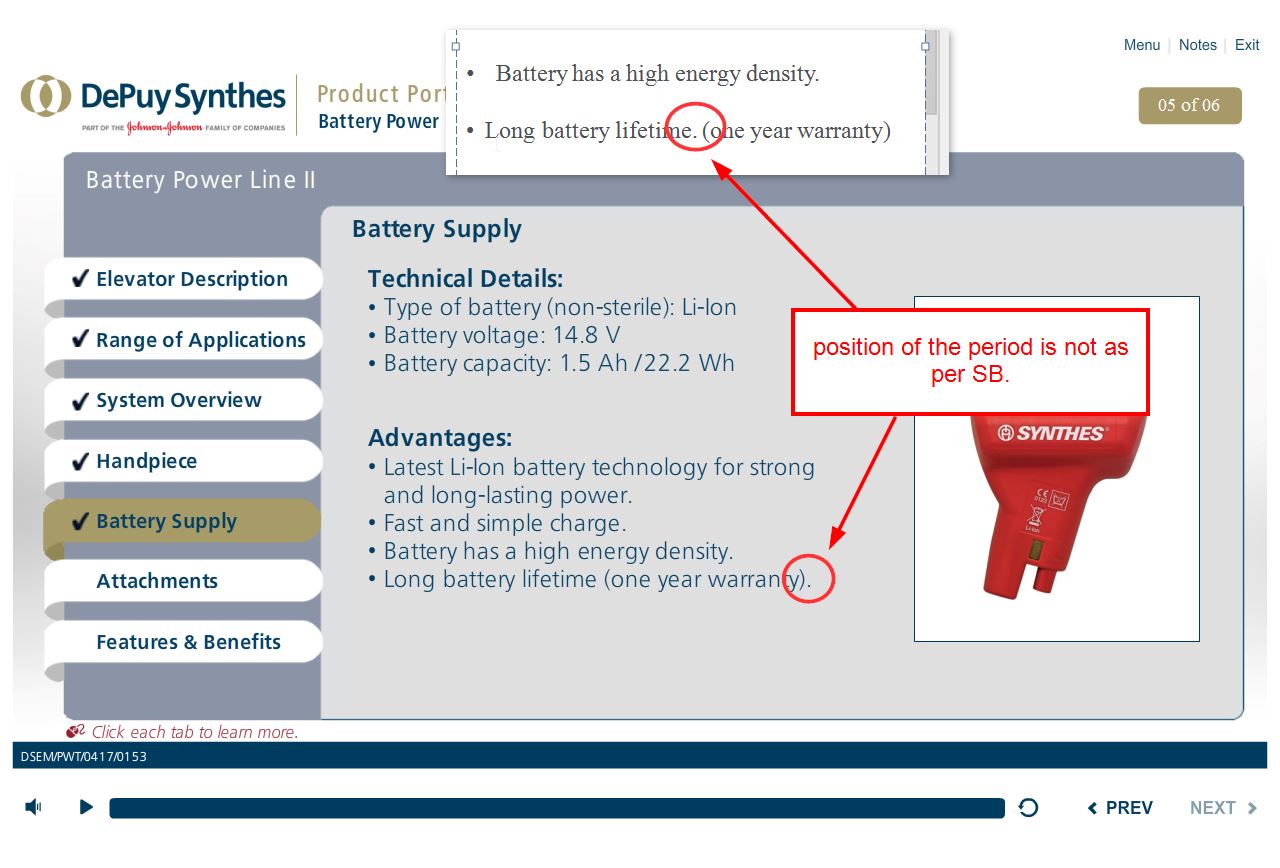 Menu | Notes | Exit
• Battery has a high energy density.
• Long battery lifetime. (one year warranty)
DePuy Synthes
PART OF THE Johnson & Johnson FAMILY OF COMPANIES
Product Port
Battery Power
05 of 06
Battery Power Line II
Elevator Description
Range of Applications
System Overview
Handpiece
Battery Supply
Attachments
Features & Benefits
Battery Supply
Technical Details:
• Type of battery (non-sterile): Li-Ion
• Battery voltage: 14.8 V
• Battery capacity: 1.5 Ah /22.2 Wh
Advantages:
• Latest Li-Ion battery technology for strong
and long-lasting power.
• Fast and simple charge.
• Battery has a high energy density.
• Long battery lifetime (one year warranty).
position of the period is not as
per SB.
SYNTHES
CE
0123
Li-Ion
Click each tab to learn more.
DSEM/PWT/0417/0153
PREV
NEXT